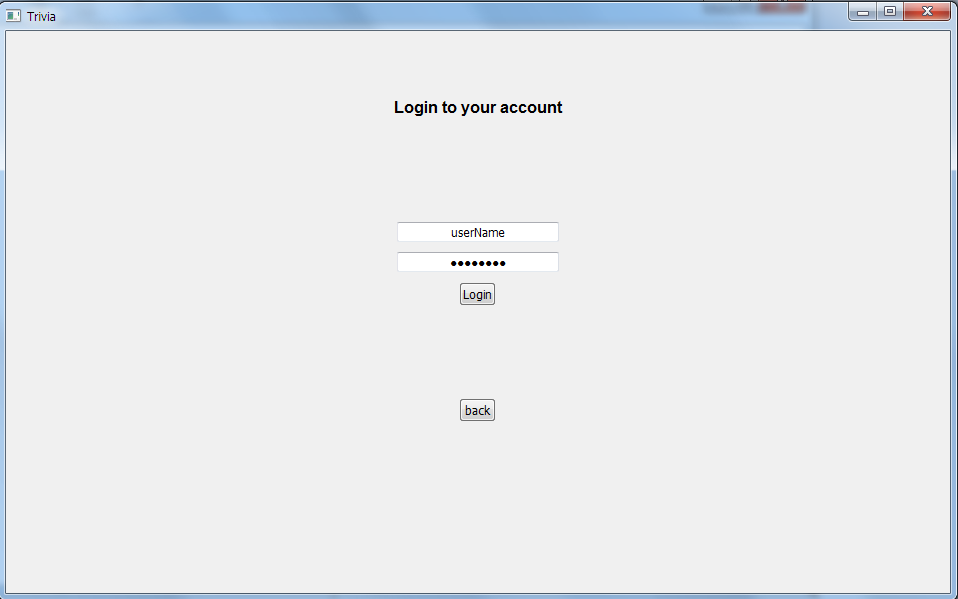 Trivia
Login to your account
userName
••••••••
Login
back